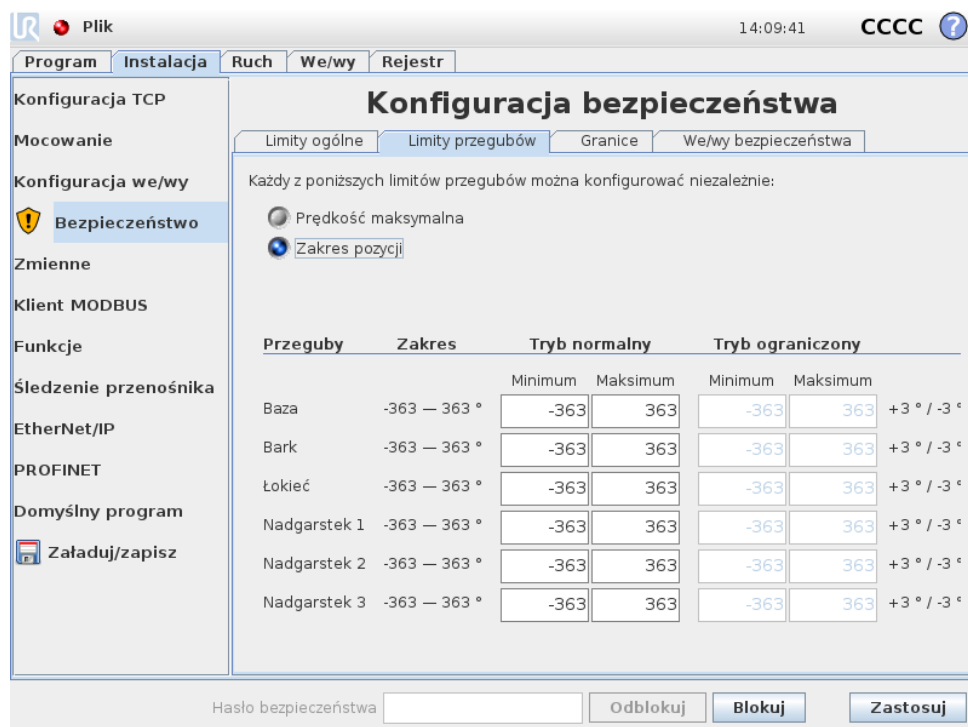 UR Plik 14:09:41 CCCC ?
Program Instalacja Ruch We/wy Rejestr
Konfiguracja TCP
Mocowanie
Konfiguracja we/wy
Bezpieczeństwo
Zmienne
Klient MODBUS
Funkcje
Śledzenie przenośnika
EtherNet/IP
PROFINET
Domyślny program
Załaduj/zapisz
Konfiguracja bezpieczeństwa
Limity ogólne Limity przegubów Granice We/wy bezpieczeństwa
Każdy z poniższych limitów przegubów można konfigurować niezależnie:
Prędkość maksymalna
Zakres pozycji
Przeguby Zakres Tryb normalny Tryb ograniczony
Minimum Maksimum Minimum Maksimum
Baza -363 — 363 ° -363 363 -363 363 +3 ° / -3 °
Bark -363 — 363 ° -363 363 -363 363 +3 ° / -3 °
Łokieć -363 — 363 ° -363 363 -363 363 +3 ° / -3 °
Nadgarstek 1 -363 — 363 ° -363 363 -363 363 +3 ° / -3 °
Nadgarstek 2 -363 — 363 ° -363 363 -363 363 +3 ° / -3 °
Nadgarstek 3 -363 — 363 ° -363 363 -363 363 +3 ° / -3 °
Hasło bezpieczeństwa Odblokuj Blokuj Zastosuj